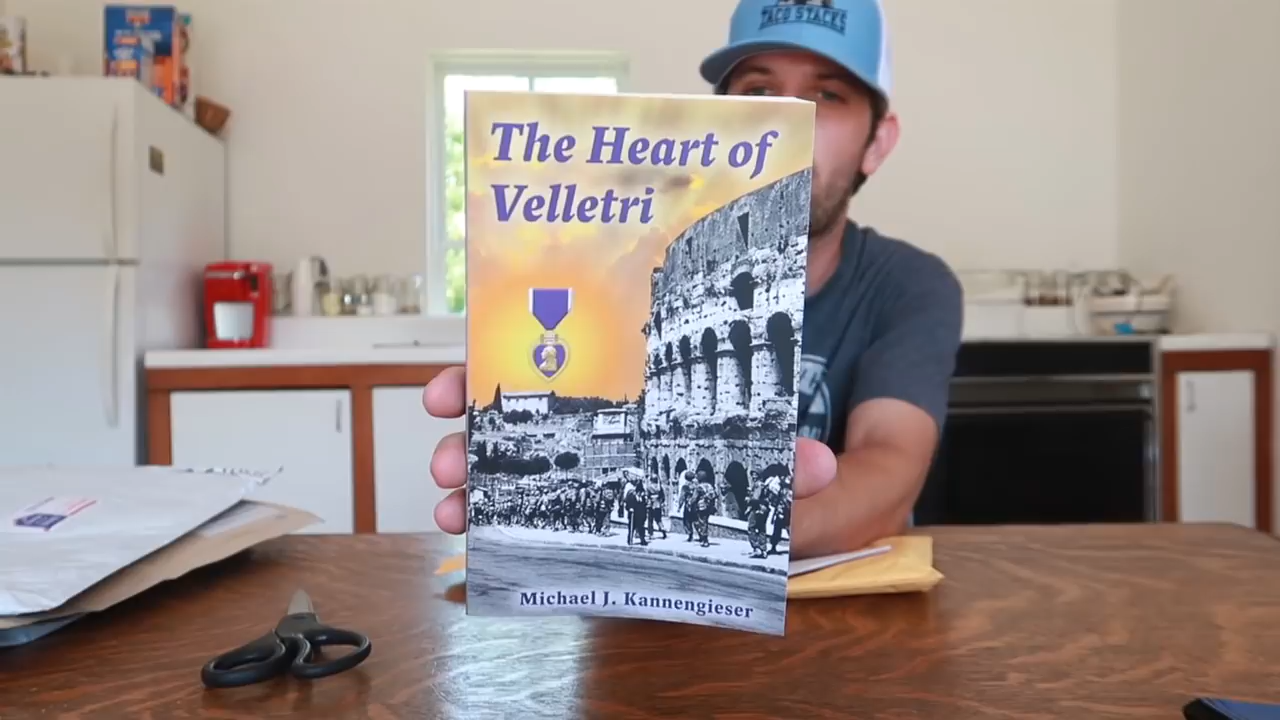 TACO STACKS
The Heart of
Velletri
Michael J. Kannengieser